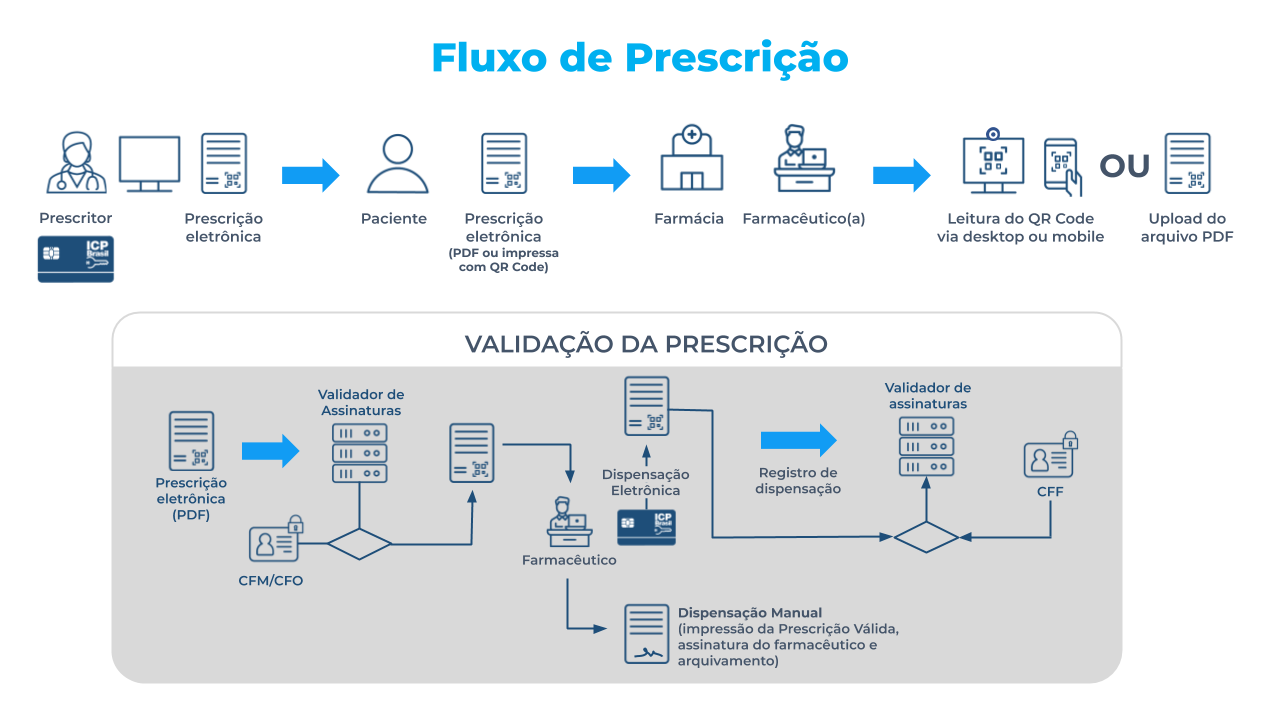 Fluxo de Prescrição
Prescritor
ICP
Brasil
Prescrição
eletrônica
Paciente
Prescrição
eletrônica
(PDF ou impressa
com QR Code)
Farmácia
Farmacêutico(a)
Leitura do QR Code
via desktop ou mobile
OU
Upload do
arquivo PDF
VALIDAÇÃO DA PRESCRIÇÃO
Prescrição
eletrônica
(PDF)
Validador de
Assinaturas
CFM/CFO
Farmacêutico
Dispensação
Eletrônica
ICP
Brasil
Dispensação Manual
(impressão da Prescrição Válida,
assinatura do farmacêutico e
arquivamento)
Registro de
dispensação
Validador de
assinaturas
CFF